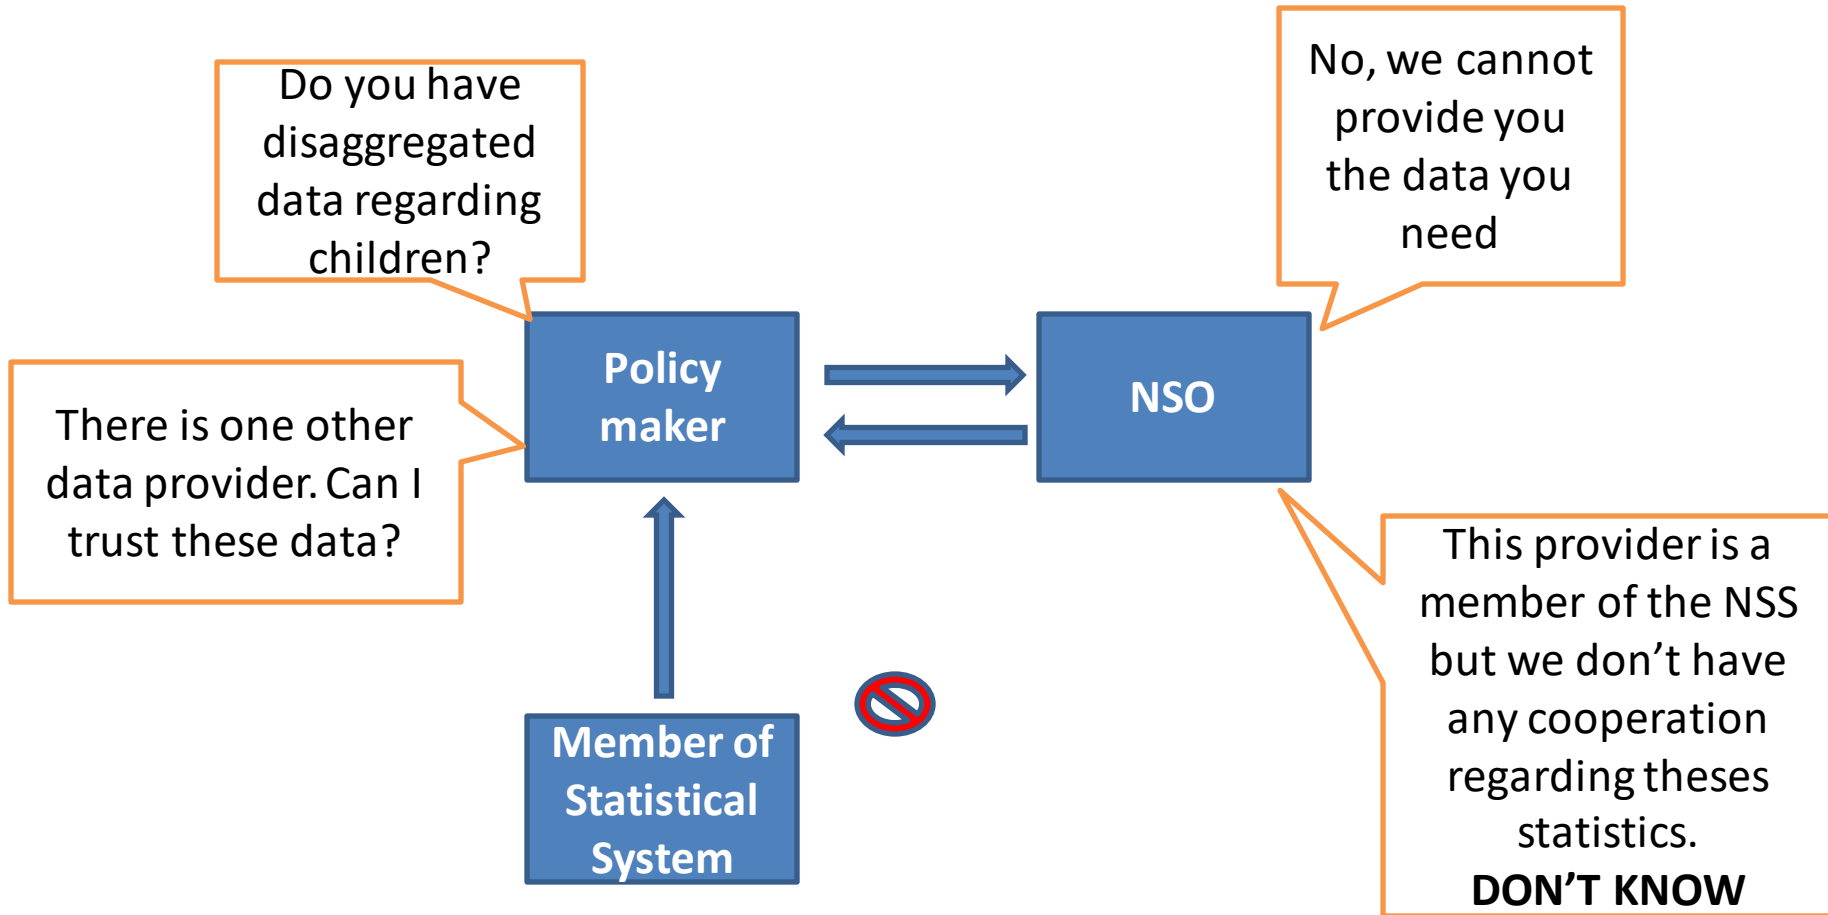 Do you have
disaggregated
data regarding
children?
No, we cannot
provide you
the data you
need
Policy
maker
NSO
There is one other
data provider. Can I
trust these data?
This provider is a
member of the NSS
but we don’t have
any cooperation
regarding theses
statistics.
DON’T KNOW
Member of
Statistical
System